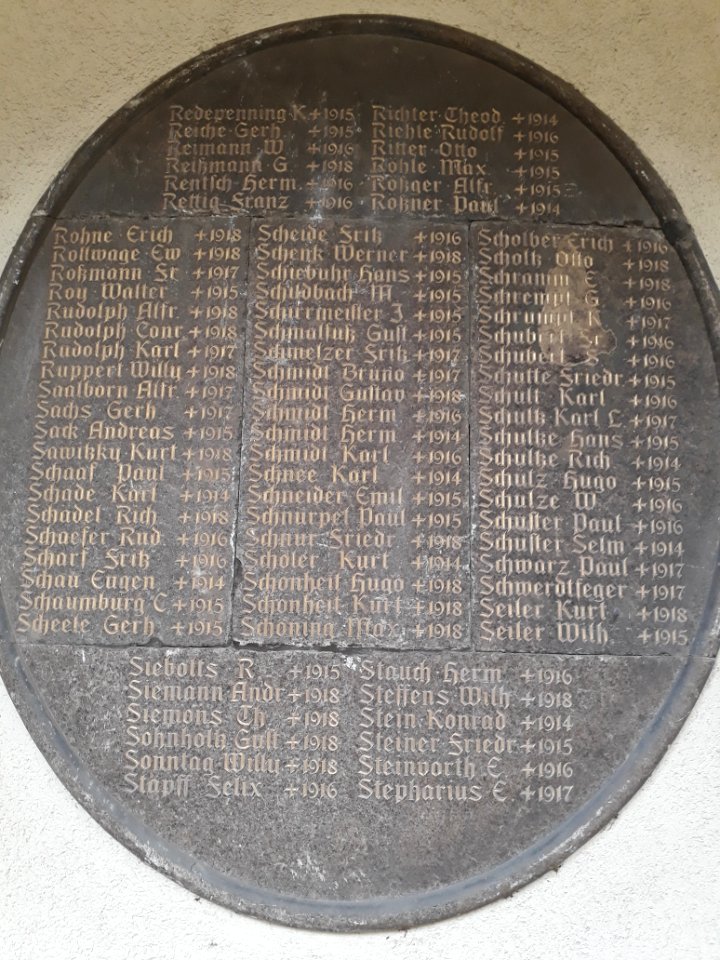 Redepenning K +1915
Reiche Gerh +1915
Reimann W +1916
Reißmann G +1918
Rentsch Herm +1916
Rettig Franz +1916
Richter Theod +1914
Riehle Rudolf +1916
Ritter Otto +1915
Rohle Max +1915
Roßger Alfr +1915
Roßner Paul +1914
Rohne Erich +1918
Rollwage Ew +1918
Roßmann Fr +1917
Roy Walter +1915
Rudolph Alfr +1918
Rudolph Conr +1918
Rudolph Karl +1917
Ruppert Willy +1918
Saalborn Alfr +1917
Sachs Gerh +1917
Sack Andreas +1915
Sawitzky Kurt +1918
Schaaf Paul +1915
Schade Karl +1914
Schadel Rich +1918
Schaefer Rud +1916
Scharf Fritz +1916
Schau Eugen +1914
Schaumburg E +1915
Scheele Gerh +1915
Scheide Fritz +1916
Schenk Werner +1918
Schiebuhr Hans +1915
Schildbach M +1915
Schirrmeister J +1915
Schmalfuß Gust +1915
Schmelzer Fritz +1917
Schmidt Bruno +1917
Schmidt Gustav +1918
Schmidt Herm +1916
Schmidt Herm +1914
Schmidt Karl +1916
Schnee Karl +1914
Schneider Emil +1915
Schnurpel Paul +1915
Schnur Friedr +1918
Scholer Kurt +1914
Schonheit Hugo +1918
Schonheit Kurt +1918
Schoning Max +1918
Scholber Erich +1916
Scholtz Otto +1918
Schramm E +1918
Schrempf G +1916
Schrumpf K +1917
Schubert Fr +1916
Schubert S +1916
Schutte Friedr +1915
Schult Karl +1916
Schultz Karl L +1917
Schultze Hans +1915
Schultze Rich +1914
Schulz Hugo +1915
Schulze W +1916
Schuster Paul +1916
Schuster Selm +1914
Schwarz Paul +1917
Schwerdtfeger +1917
Seiler Kurt +1918
Seiler Wilh +1915
Siebolts R +1915
Siemann Andr +1918
Siemons Th +1918
Sohnholz Gust +1918
Sonntag Willy +1918
Stapff Felix +1916
Stauch Herm +1916
Steffens Wilh +1918
Stein Konrad +1914
Steiner Friedr +1915
Steinvorth E +1916
Stepharius E +1917